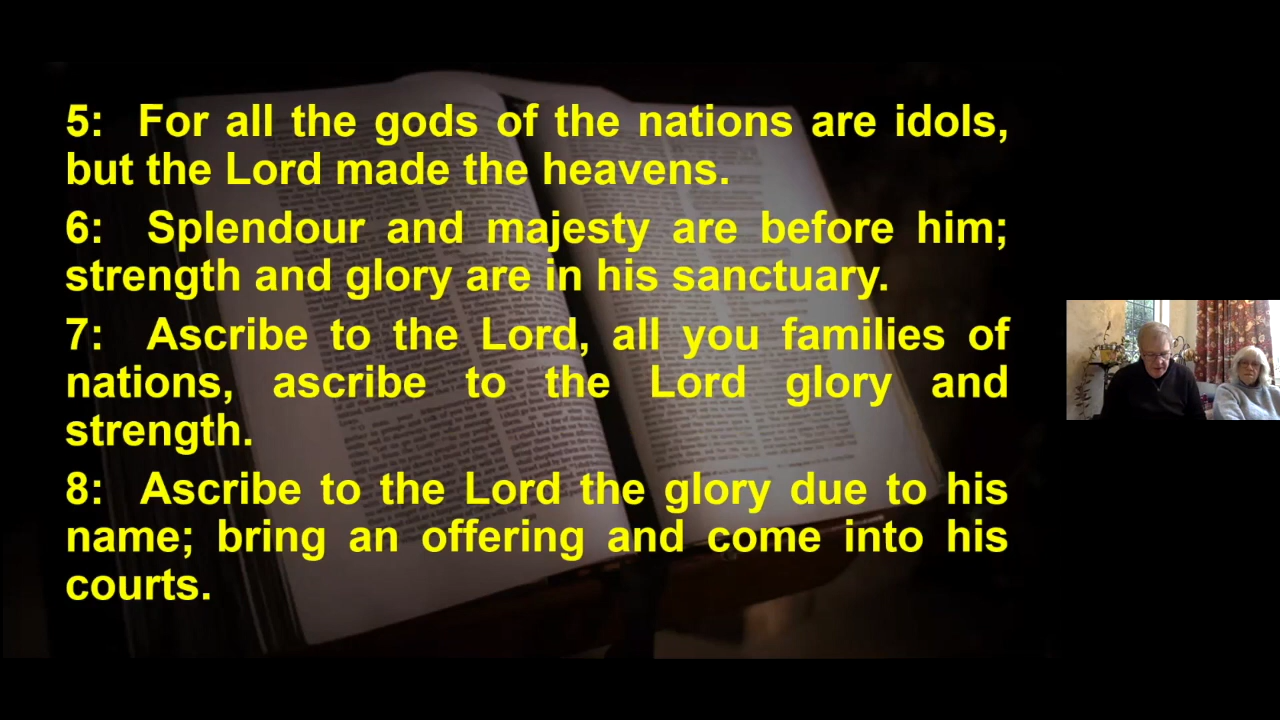 5: For all the gods of the nations are idols,
but the Lord made the heavens.
6: Splendour and majesty are before him;
strength and glory are in his sanctuary.
7: Ascribe to the Lord, all you families of
nations, ascribe to the Lord glory and
strength.
8: Ascribe to the Lord the glory due to his
name; bring an offering and come into his
courts.